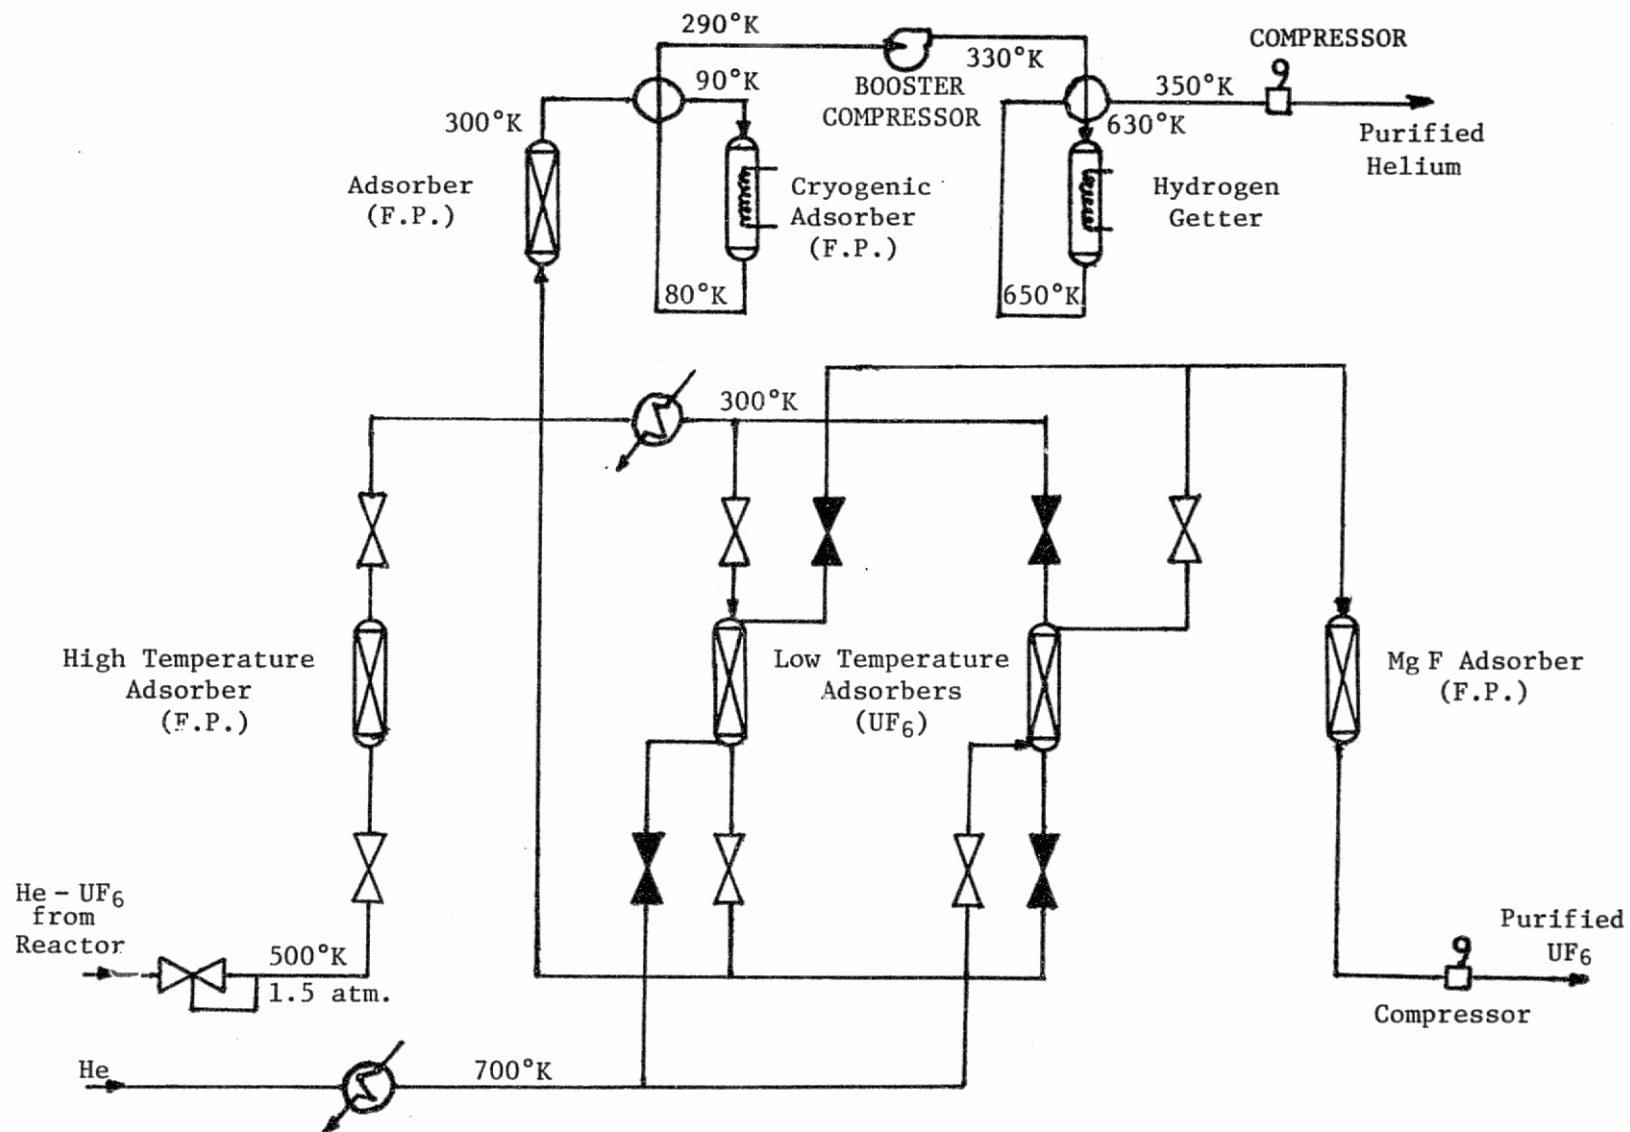 290°K
COMPRESSOR
330°K
90°K
BOOSTER
COMPRESSOR
350°K
300°K
630°K
Purified
Helium
Adsorber
(F.P.)
Cryogenic
Adsorber
(F.P.)
Hydrogen
Getter
80°K
650°K
300°K
High Temperature
Adsorber
(F.P.)
Low Temperature
Adsorbers
(UF6)
Mg F Adsorber
(F.P.)
He - UF6
from
Reactor
500°K
1.5 atm.
Purified
UF6
Compressor
He
700°K